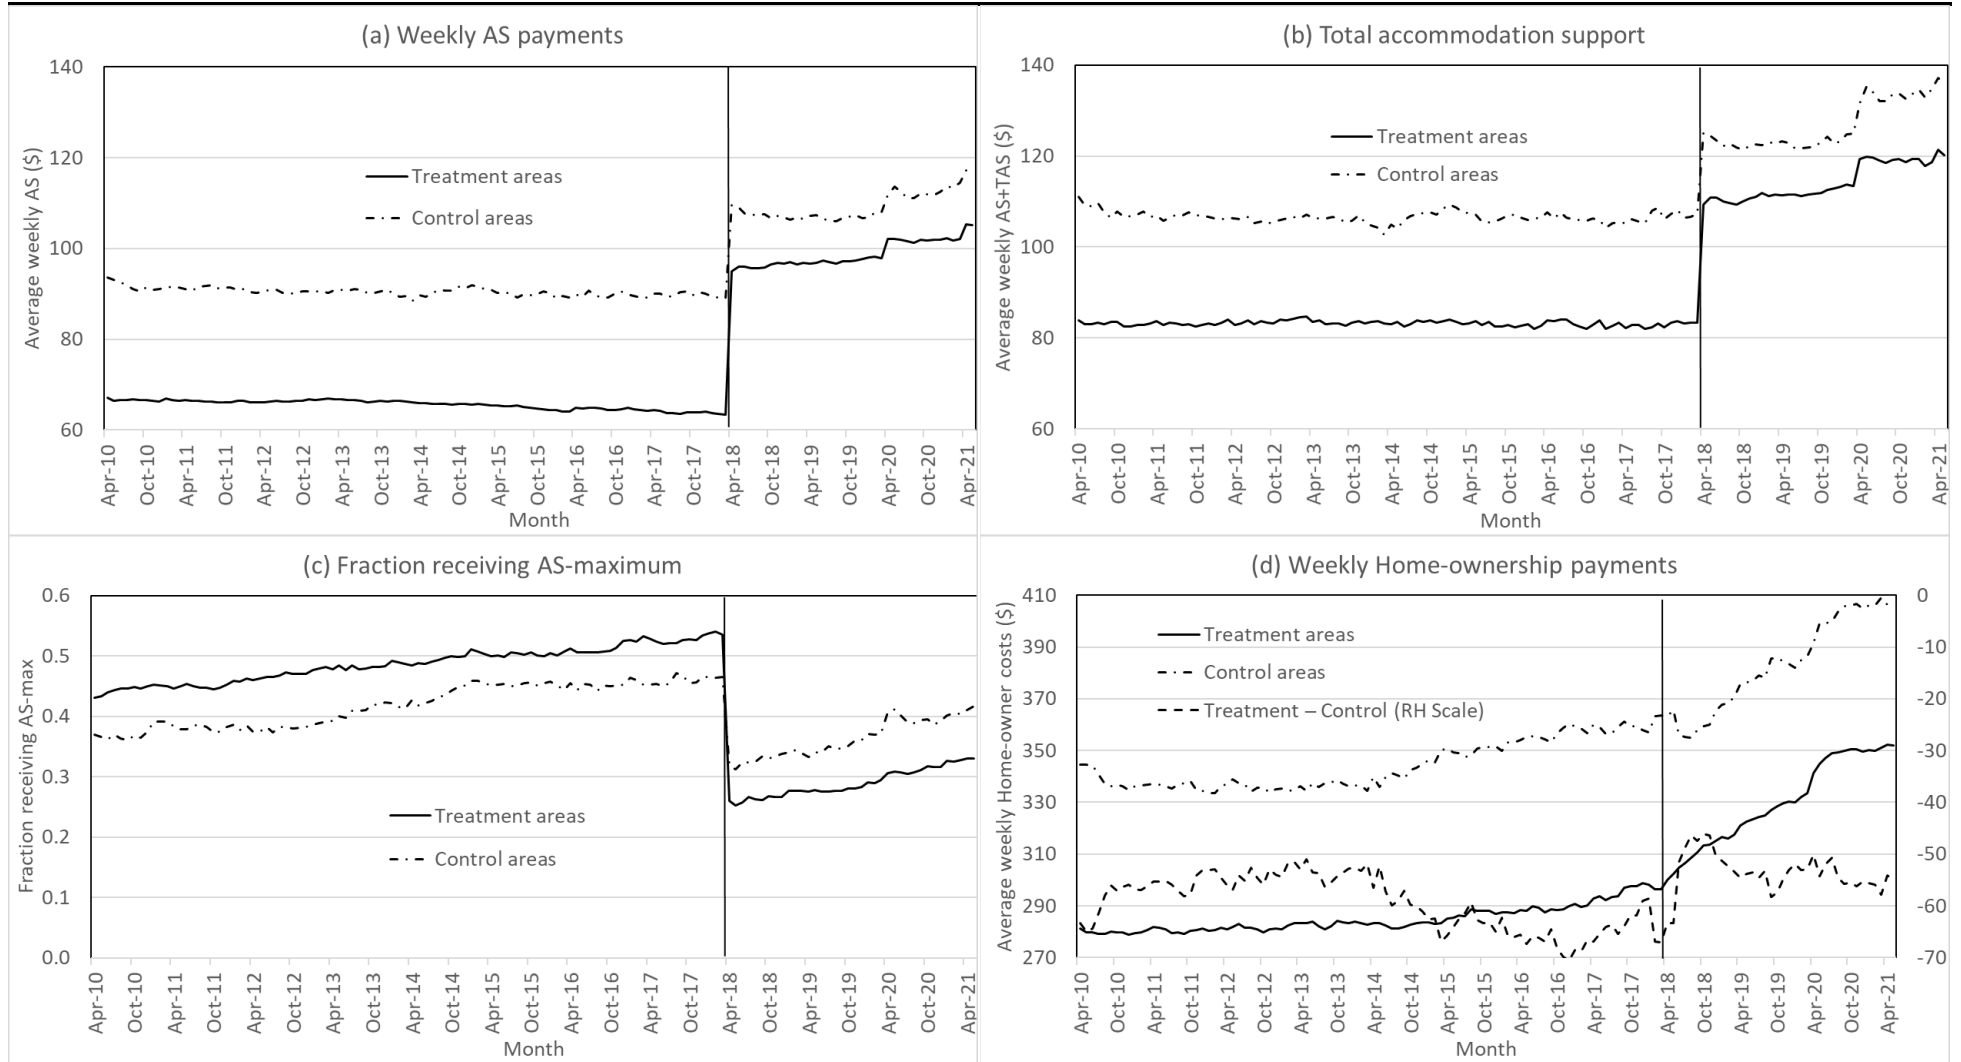 (a) Weekly AS payments
Average weekly AS ($)
140
120
100
80
60
Treatment areas
Control areas
Apr-10
Oct-10
Apr-11
Oct-11
Apr-12
Oct-12
Apr-13
Oct-13
Apr-14
Oct-14
Apr-15
Oct-15
Apr-16
Oct-16
Apr-17
Oct-17
Apr-18
Oct-18
Apr-19
Oct-19
Apr-20
Oct-20
Apr-21
Month
(b) Total accommodation support
Average weekly AS+TAS ($)
140
120
100
80
60
Treatment areas
Control areas
Apr-10
Oct-10
Apr-11
Oct-11
Apr-12
Oct-12
Apr-13
Oct-13
Apr-14
Oct-14
Apr-15
Oct-15
Apr-16
Oct-16
Apr-17
Oct-17
Apr-18
Oct-18
Apr-19
Oct-19
Apr-20
Oct-20
Apr-21
Month
(c) Fraction receiving AS-maximum
Fraction receiving AS-max
0.6
0.5
0.4
0.3
0.2
0.1
0.0
Treatment areas
Control areas
Apr-10
Oct-10
Apr-11
Oct-11
Apr-12
Oct-12
Apr-13
Oct-13
Apr-14
Oct-14
Apr-15
Oct-15
Apr-16
Oct-16
Apr-17
Oct-17
Apr-18
Oct-18
Apr-19
Oct-19
Apr-20
Oct-20
Apr-21
Month
(d) Weekly Home-ownership payments
Average weekly Home-owner costs ($)
410
390
370
350
330
310
290
270
Treatment areas
Control areas
Treatment – Control (RH Scale)
0
-10
-20
-30
-40
-50
-60
-70
Apr-10
Oct-10
Apr-11
Oct-11
Apr-12
Oct-12
Apr-13
Oct-13
Apr-14
Oct-14
Apr-15
Oct-15
Apr-16
Oct-16
Apr-17
Oct-17
Apr-18
Oct-18
Apr-19
Oct-19
Apr-20
Oct-20
Apr-21
Month